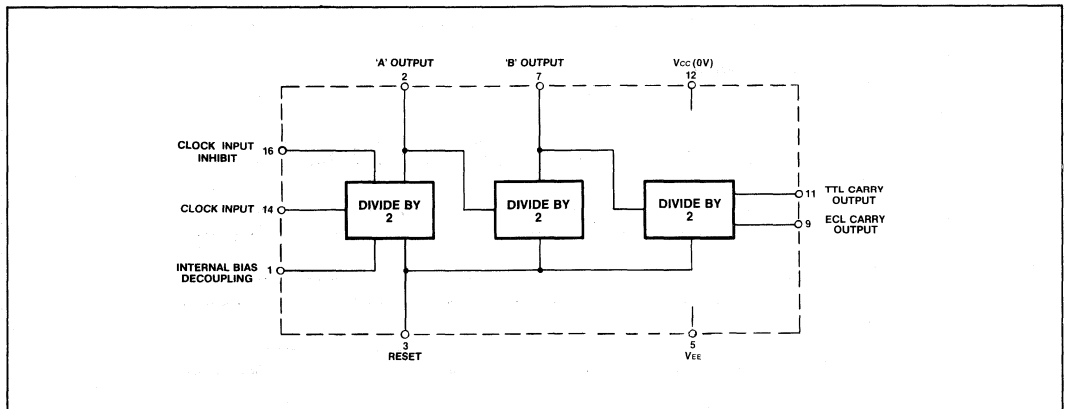 'A' OUTPUT
2
'B' OUTPUT
7
VCC (0V)
12
CLOCK INPUT
INHIBIT
16
CLOCK INPUT 14
INTERNAL BIAS
DECOUPLING
1
DIVIDE BY
2
DIVIDE BY
2
DIVIDE BY
2
11 TTL CARRY
OUTPUT
9 ECL CARRY
OUTPUT
3
RESET
5
VEE